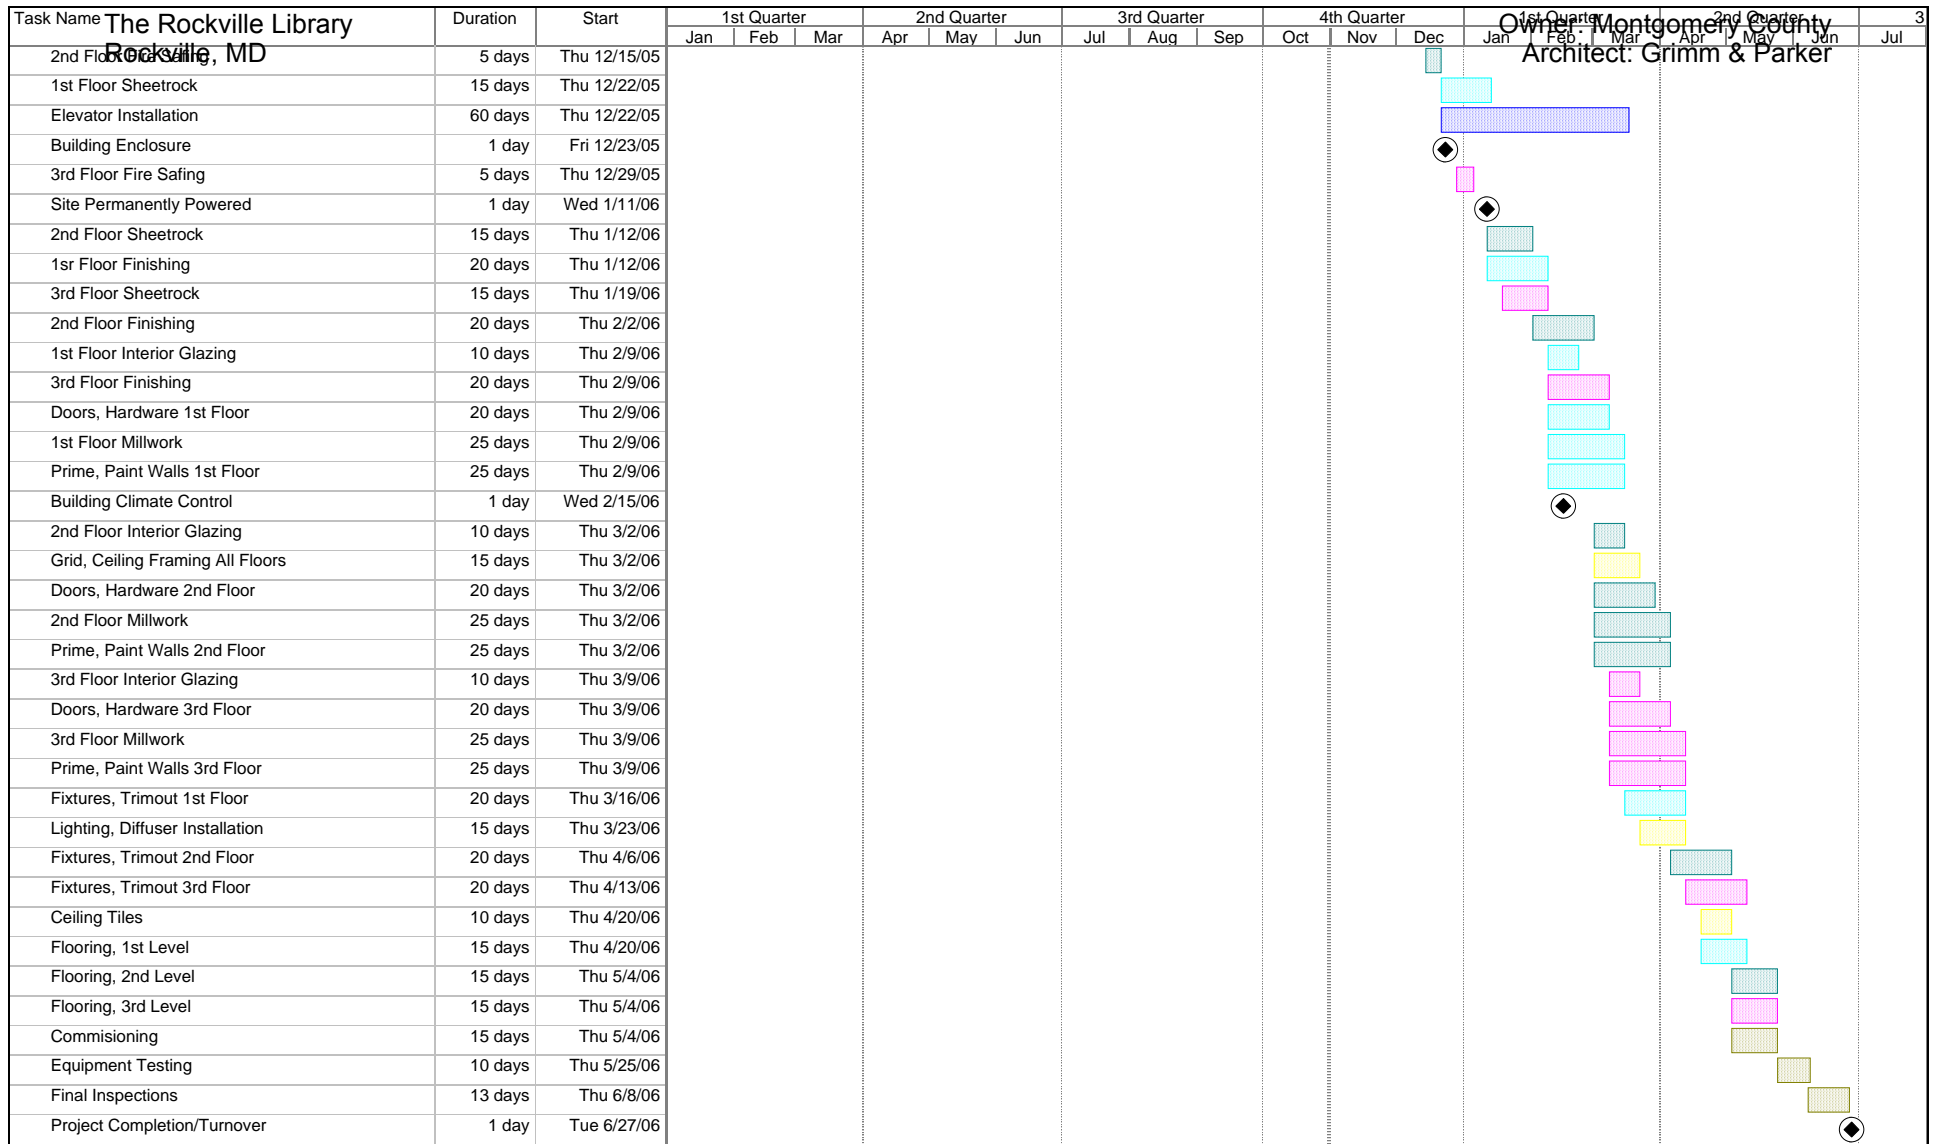 The Rockville Library
Rockville, MD
Owner: Montgomery County
Architect: Grimm & Parker
Task Name Duration Start 1st Quarter 2nd Quarter 3rd Quarter 4th Quarter 1st Quarter 2nd Quarter 3
Jan Feb Mar Apr May Jun Jul Aug Sep Oct Nov Dec Jan Feb Mar Apr May Jun Jul
2nd Floor Fire Safing 5 days Thu 12/15/05
1st Floor Sheetrock 15 days Thu 12/22/05
Elevator Installation 60 days Thu 12/22/05
Building Enclosure 1 day Fri 12/23/05
3rd Floor Fire Safing 5 days Thu 12/29/05
Site Permanently Powered 1 day Wed 1/11/06
2nd Floor Sheetrock 15 days Thu 1/12/06
1sr Floor Finishing 20 days Thu 1/12/06
3rd Floor Sheetrock 15 days Thu 1/19/06
2nd Floor Finishing 20 days Thu 2/2/06
1st Floor Interior Glazing 10 days Thu 2/9/06
3rd Floor Finishing 20 days Thu 2/9/06
Doors, Hardware 1st Floor 20 days Thu 2/9/06
1st Floor Millwork 25 days Thu 2/9/06
Prime, Paint Walls 1st Floor 25 days Thu 2/9/06
Building Climate Control 1 day Wed 2/15/06
2nd Floor Interior Glazing 10 days Thu 3/2/06
Grid, Ceiling Framing All Floors 15 days Thu 3/2/06
Doors, Hardware 2nd Floor 20 days Thu 3/2/06
2nd Floor Millwork 25 days Thu 3/2/06
Prime, Paint Walls 2nd Floor 25 days Thu 3/2/06
3rd Floor Interior Glazing 10 days Thu 3/9/06
Doors, Hardware 3rd Floor 20 days Thu 3/9/06
3rd Floor Millwork 25 days Thu 3/9/06
Prime, Paint Walls 3rd Floor 25 days Thu 3/9/06
Fixtures, Trimout 1st Floor 20 days Thu 3/16/06
Lighting, Diffuser Installation 15 days Thu 3/23/06
Fixtures, Trimout 2nd Floor 20 days Thu 4/6/06
Fixtures, Trimout 3rd Floor 20 days Thu 4/13/06
Ceiling Tiles 10 days Thu 4/20/06
Flooring, 1st Level 15 days Thu 4/20/06
Flooring, 2nd Level 15 days Thu 5/4/06
Flooring, 3rd Level 15 days Thu 5/4/06
Commisioning 15 days Thu 5/4/06
Equipment Testing 10 days Thu 5/25/06
Final Inspections 13 days Thu 6/8/06
Project Completion/Turnover 1 day Tue 6/27/06